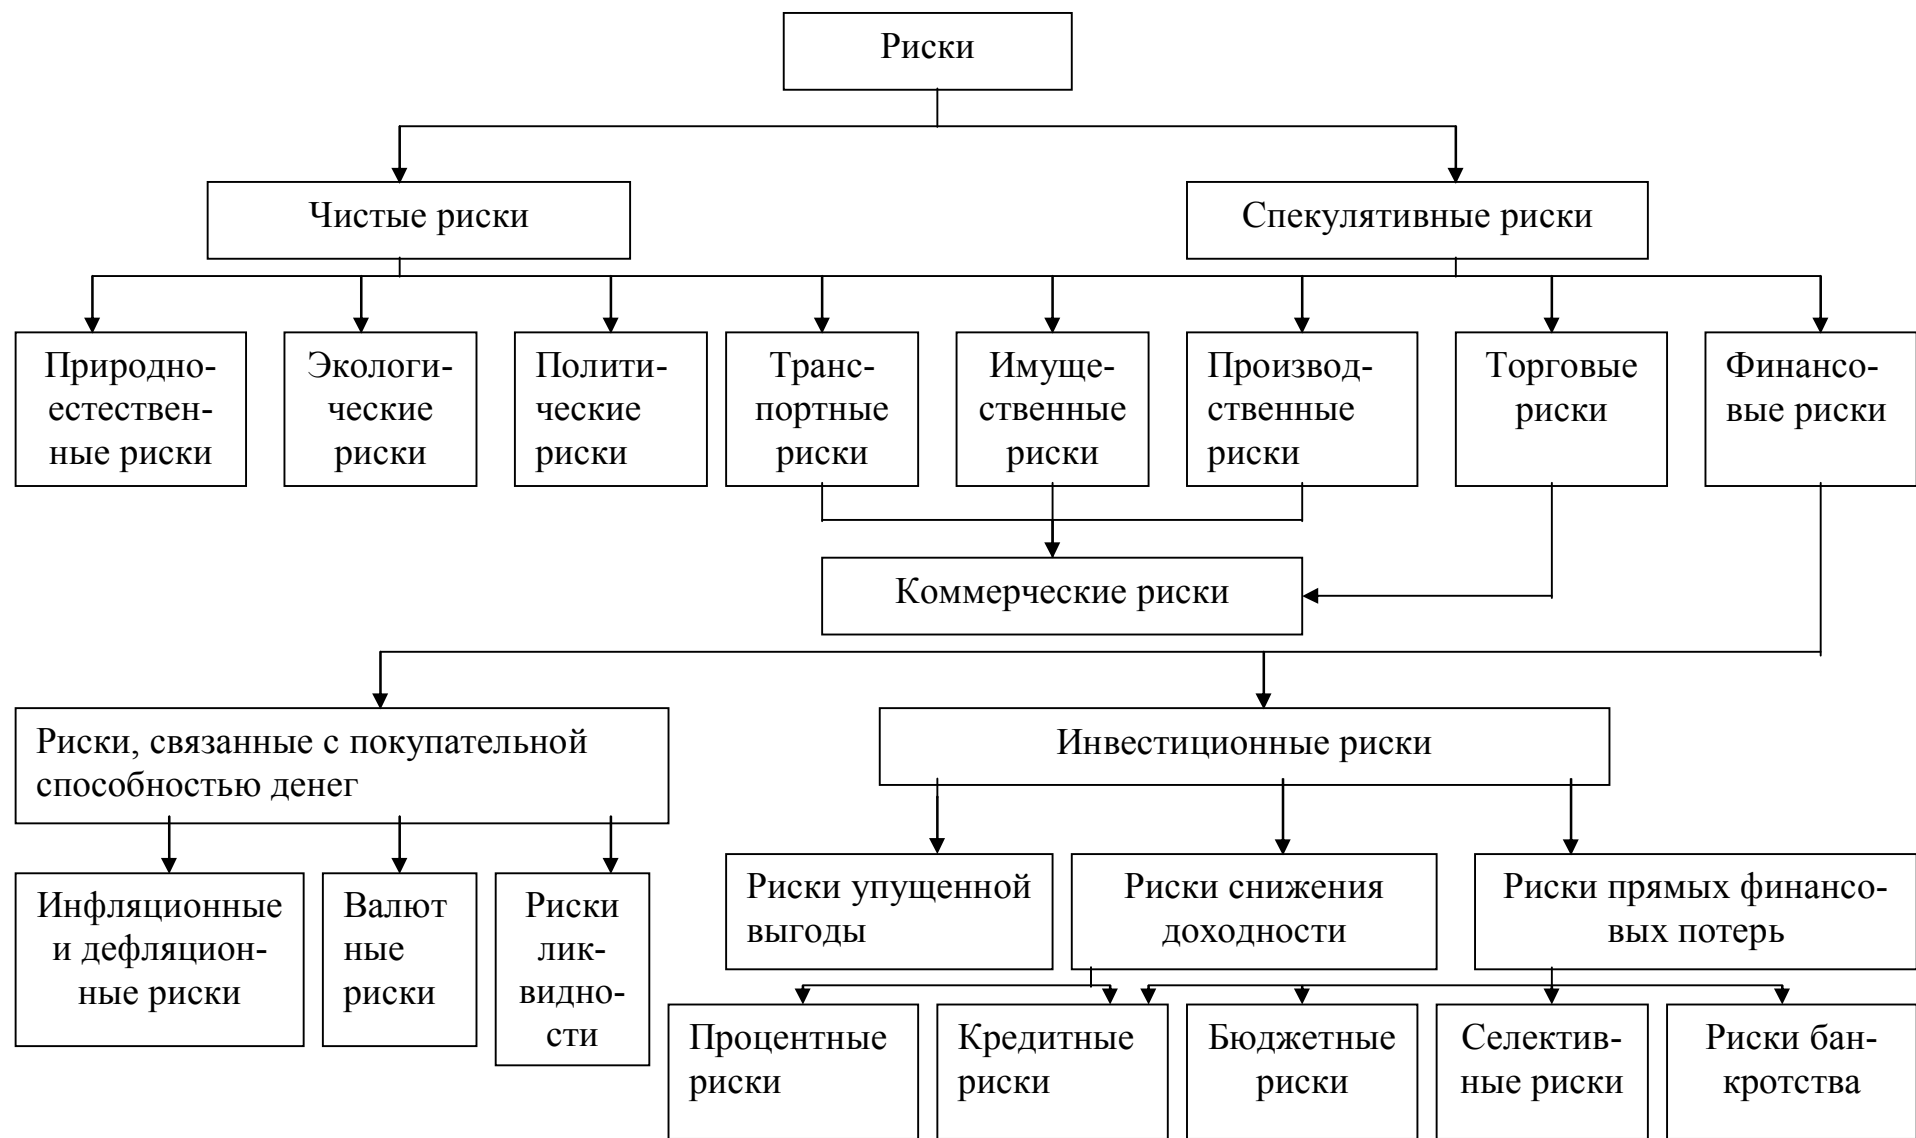 Риски
Чистые риски
Спекулятивные риски
Природно-
естествен-
ные риски
Экологи-
ческие
риски
Полити-
ческие
риски
Транс-
портные
риски
Имуще-
ственные
риски
Производ-
ственные
риски
Торговые
риски
Финансо-
вые риски
Коммерческие риски
Риски, связанные с покупательной
способностью денег
Инвестиционные риски
Инфляционные
и дефляцион-
ные риски
Валют
ные
риски
Риски
лик-
видно-
сти
Риски упущенной
выгоды
Риски снижения
доходности
Риски прямых финансо-
вых потерь
Процентные
риски
Кредитные
риски
Бюджетные
риски
Селектив-
ные риски
Риски бан-
кротства